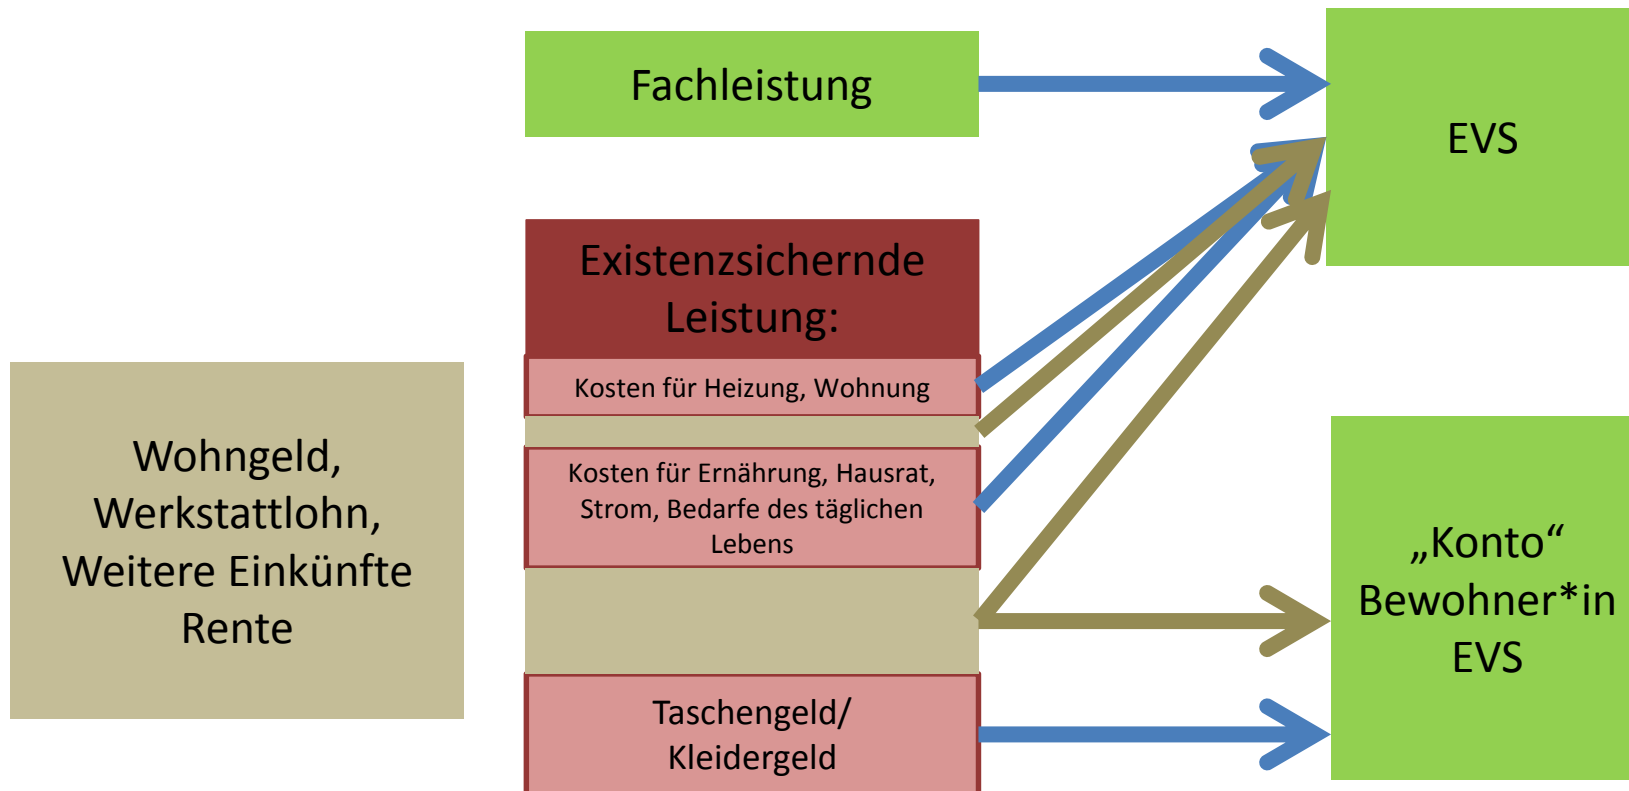 Fachleistung
EVS
Existenzsichernde
Leistung:
Kosten für Heizung, Wohnung
Kosten für Ernährung, Hausrat,
Strom, Bedarfe des täglichen
Lebens
Wohngeld,
Werkstattlohn,
Weitere Einkünfte
Rente
„Konto“
Bewohner*in
EVS
Taschengeld/
Kleidergeld